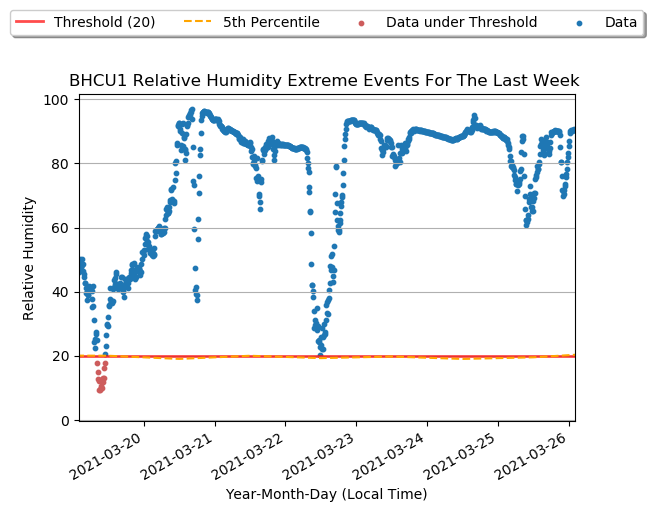 Threshold (20) 5th Percentile Data under Threshold Data
BHCU1 Relative Humidity Extreme Events For The Last Week
100
80
60
40
20
0
Relative Humidity
2021-03-20 2021-03-21 2021-03-22 2021-03-23 2021-03-24 2021-03-25 2021-03-26
Year-Month-Day (Local Time)